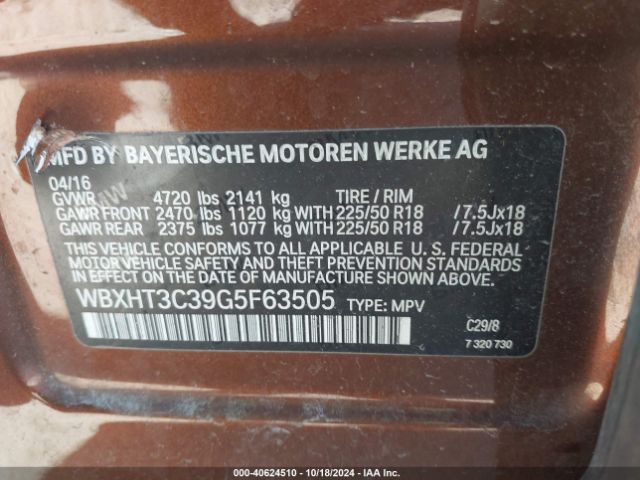 MFD BY BAYERISCHE MOTOREN WERKE AG
04/16
GVWR 4720 lbs 2141 kg TIRE / RIM
GAWR FRONT 2470 lbs 1120 kg WITH 225/50 R18 /7.5Jx18
GAWR REAR 2375 lbs 1077 kg WITH 225/50 R18 /7.5Jx18
THIS VEHICLE CONFORMS TO ALL APPLICABLE U. S. FEDERAL
MOTOR VEHICLE SAFETY AND THEFT PREVENTION STANDARDS
IN EFFECT ON THE DATE OF MANUFACTURE SHOWN ABOVE.
WBXHT3C39G5F63505 TYPE: MPV
C29/8
7 320 730
000-40624510 | 10/18/2024 | IAA Inc.